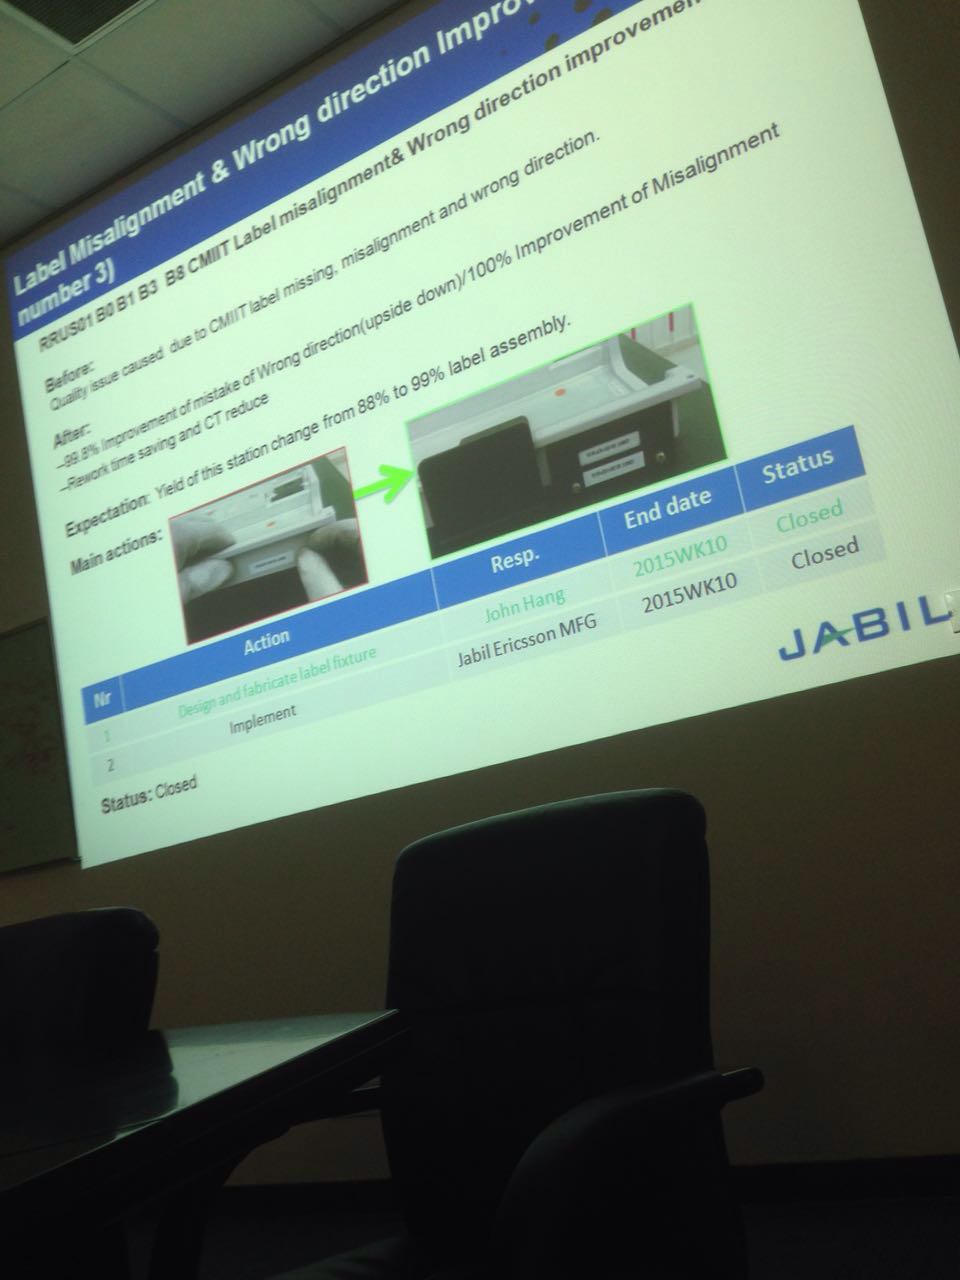 Label Misalignment & Wrong direction
number 3)
RRUS01 B0 B1 B3 B8 CMIIT Label misalignment& Wrong direction improvement
Before:
Quality issue caused due to CMIIT label missing, misalignment and wrong direction.
After:
–99.8% Improvement of mistake of Wrong direction(upside down)/100% Improvement of Misalignment
–Rework time saving and CT reduce
Expectation: Yield of this station change from 88% to 99% label assembly.
Main actions:
Nr Action Resp. End date Status
1 Design and fabricate label fixture John Hang 2015WK10 Closed
2 Implement Jabil Ericsson MFG 2015WK10 Closed
Status: Closed
JABIL